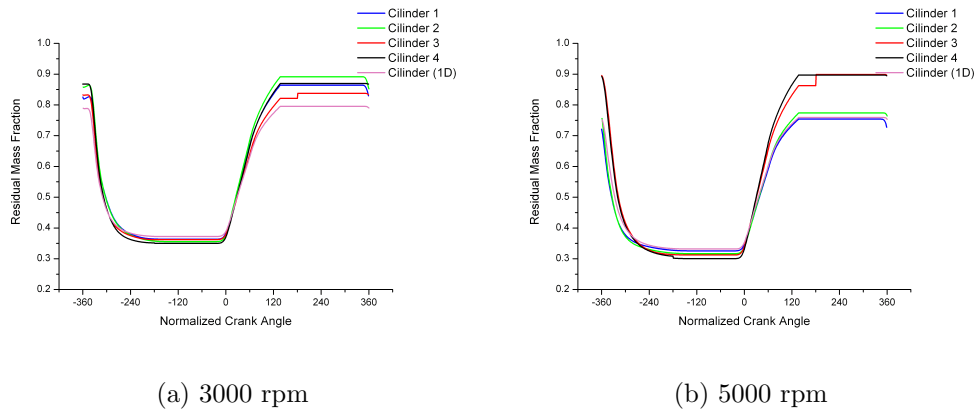 Cilinder 1
Cilinder 2
Cilinder 3
Cilinder 4
Cilinder (1D)
1.0
0.9
0.8
0.7
0.6
0.5
0.4
0.3
0.2
Residual Mass Fraction
-360 -240 -120 0 120 240 360
Normalized Crank Angle
(a) 3000 rpm
Cilinder 1
Cilinder 2
Cilinder 3
Cilinder 4
Cilinder (1D)
1.0
0.9
0.8
0.7
0.6
0.5
0.4
0.3
0.2
Residual Mass Fraction
-360 -240 -120 0 120 240 360
Normalized Crank Angle
(b) 5000 rpm